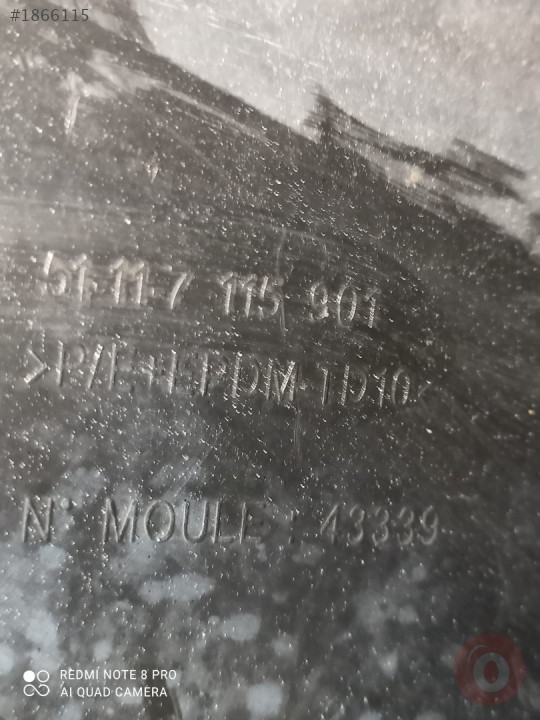 #1866115
51-11-7 115 901
>P/E+EPDM-TD10<
N° MOULE : 43339
REDMI NOTE 8 PRO
AI QUAD CAMERA